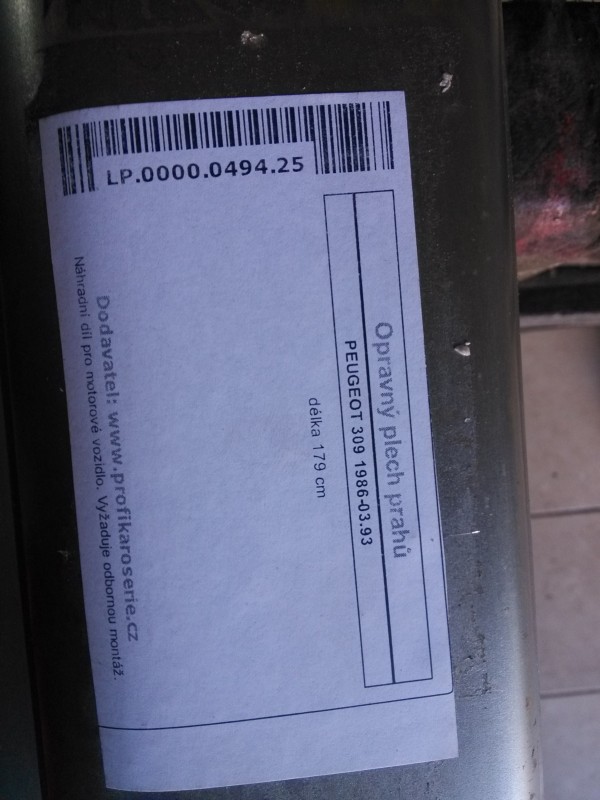 LP.0000.0494.25
Opravný plech prahů
PEUGEOT 309 1986-03.93
délka 179 cm
Dodavatel: www.profikaroserie.cz
Náhradní díl pro motorové vozidlo. Vyžaduje odbornou montáž.